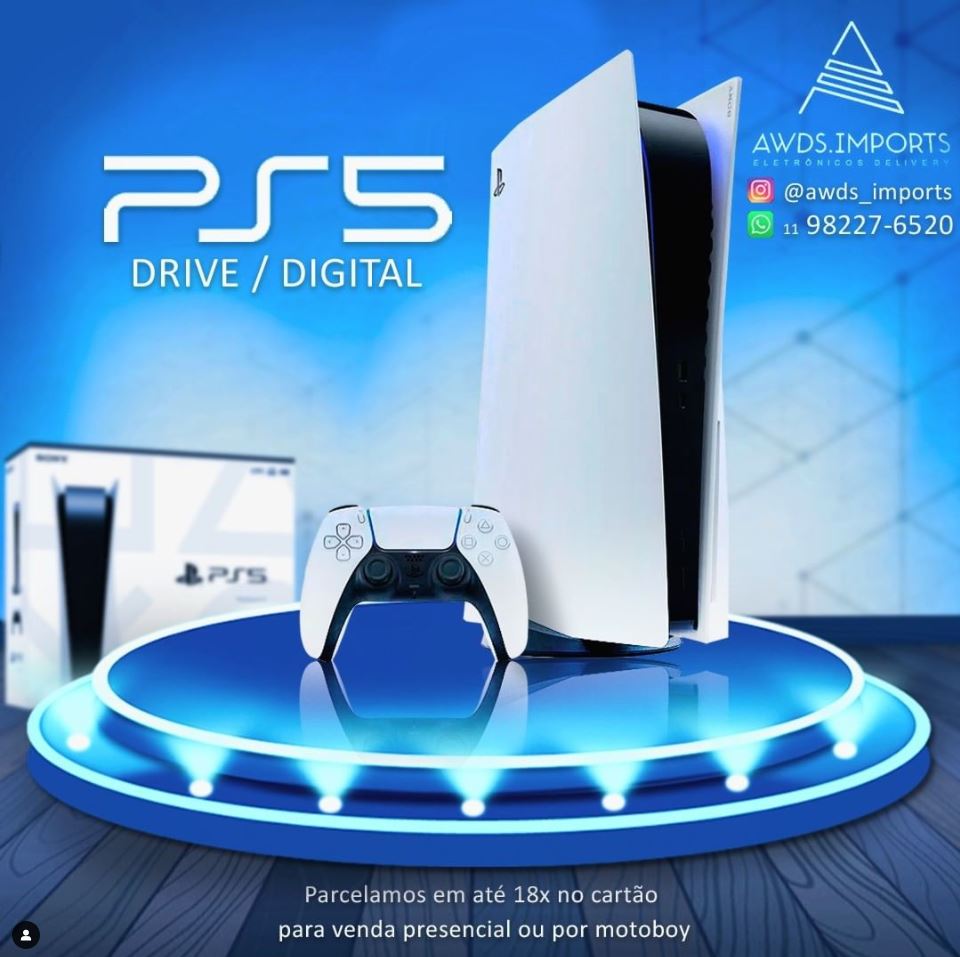 AWDS.IMPORTS
ELETRÔNICOS DELIVERY
@awds_imports
11 98227-6520
PS5
DRIVE / DIGITAL
SONY
SONY
PS5
Parcelamos em até 18x no cartão
para venda presencial ou por motoboy